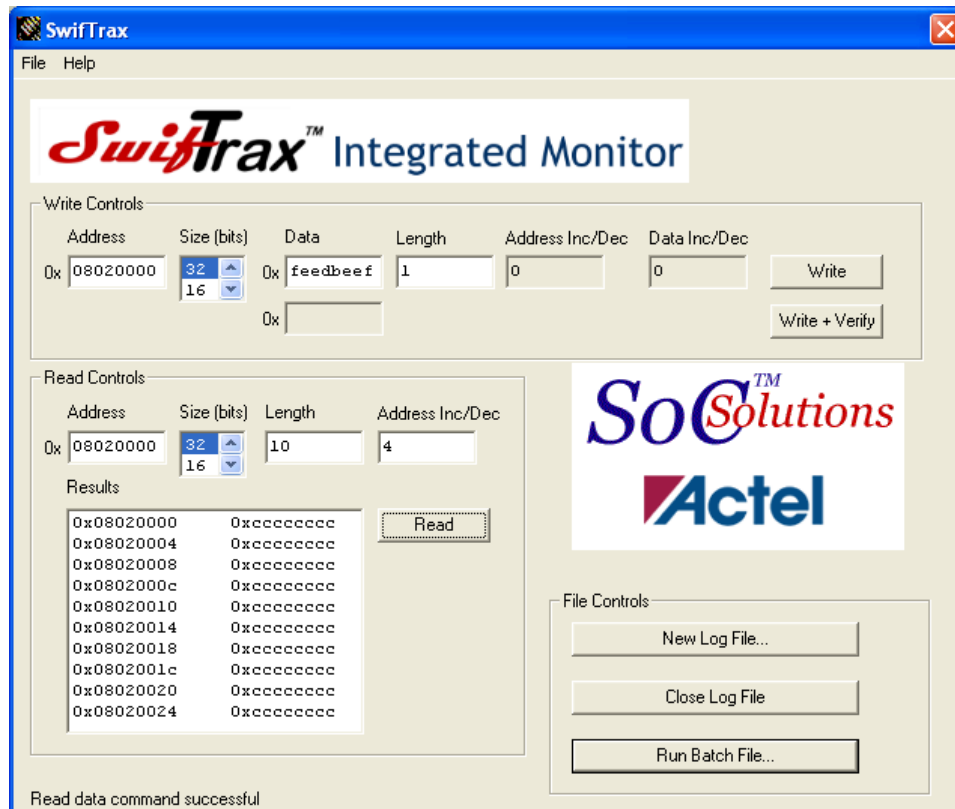 SwifTrax
File Help
SwifTrax™ Integrated Monitor
Write Controls
Address Size (bits) Data Length Address Inc/Dec Data Inc/Dec
0x 08020000 32 0x feedbeef 1 0 0 Write
16
0x Write + Verify
Read Controls
Address Size (bits) Length Address Inc/Dec
0x 08020000 32 10 4
16
Results
Read
0x08020000 0xcccccccc
0x08020004 0xcccccccc
0x08020008 0xcccccccc
0x0802000c 0xcccccccc
0x08020010 0xcccccccc
0x08020014 0xcccccccc
0x08020018 0xcccccccc
0x0802001c 0xcccccccc
0x08020020 0xcccccccc
0x08020024 0xcccccccc
SoC Solutions™
Actel
File Controls
New Log File...
Close Log File
Run Batch File...
Read data command successful